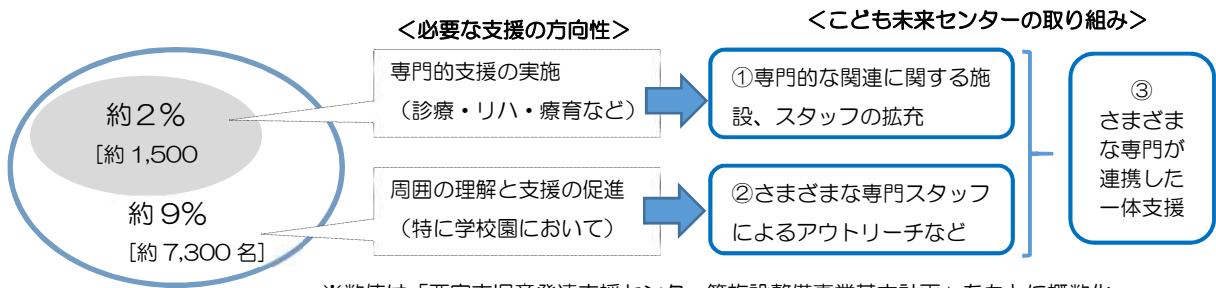 ＜必要な支援の方向性＞
＜こども未来センターの取り組み＞
約２％
[約 1,500
約 9%
[約 7,300 名]
専門的支援の実施
（診療・リハ・療育など）
周囲の理解と支援の促進
（特に学校園において）
①専門的な関連に関する施
設、スタッフの拡充
②さまざまな専門スタッフ
によるアウトリーチなど
③
さまざま
な専門が
連携した
一体支援